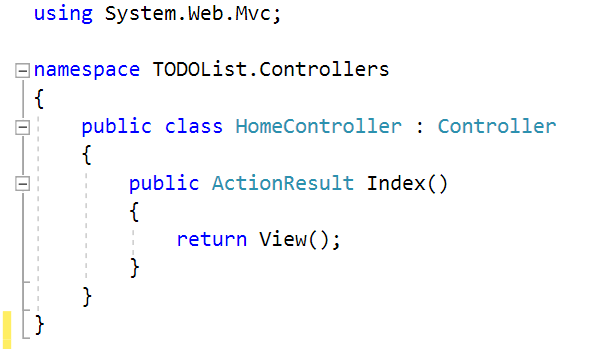 using System.Web.Mvc;
namespace TODOList.Controllers
{
    public class HomeController : Controller
    {
        public ActionResult Index()
        {
            return View();
        }
    }
}